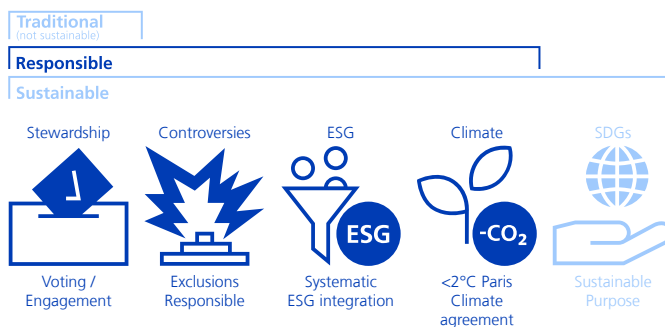 Traditional
(not sustainable)
Responsible
Sustainable
Stewardship
Controversies
ESG
Climate
SDGs
ESG
-CO₂
Voting /
Engagement
Exclusions
Responsible
Systematic
ESG integration
<2°C Paris
Climate
agreement
Sustainable
Purpose